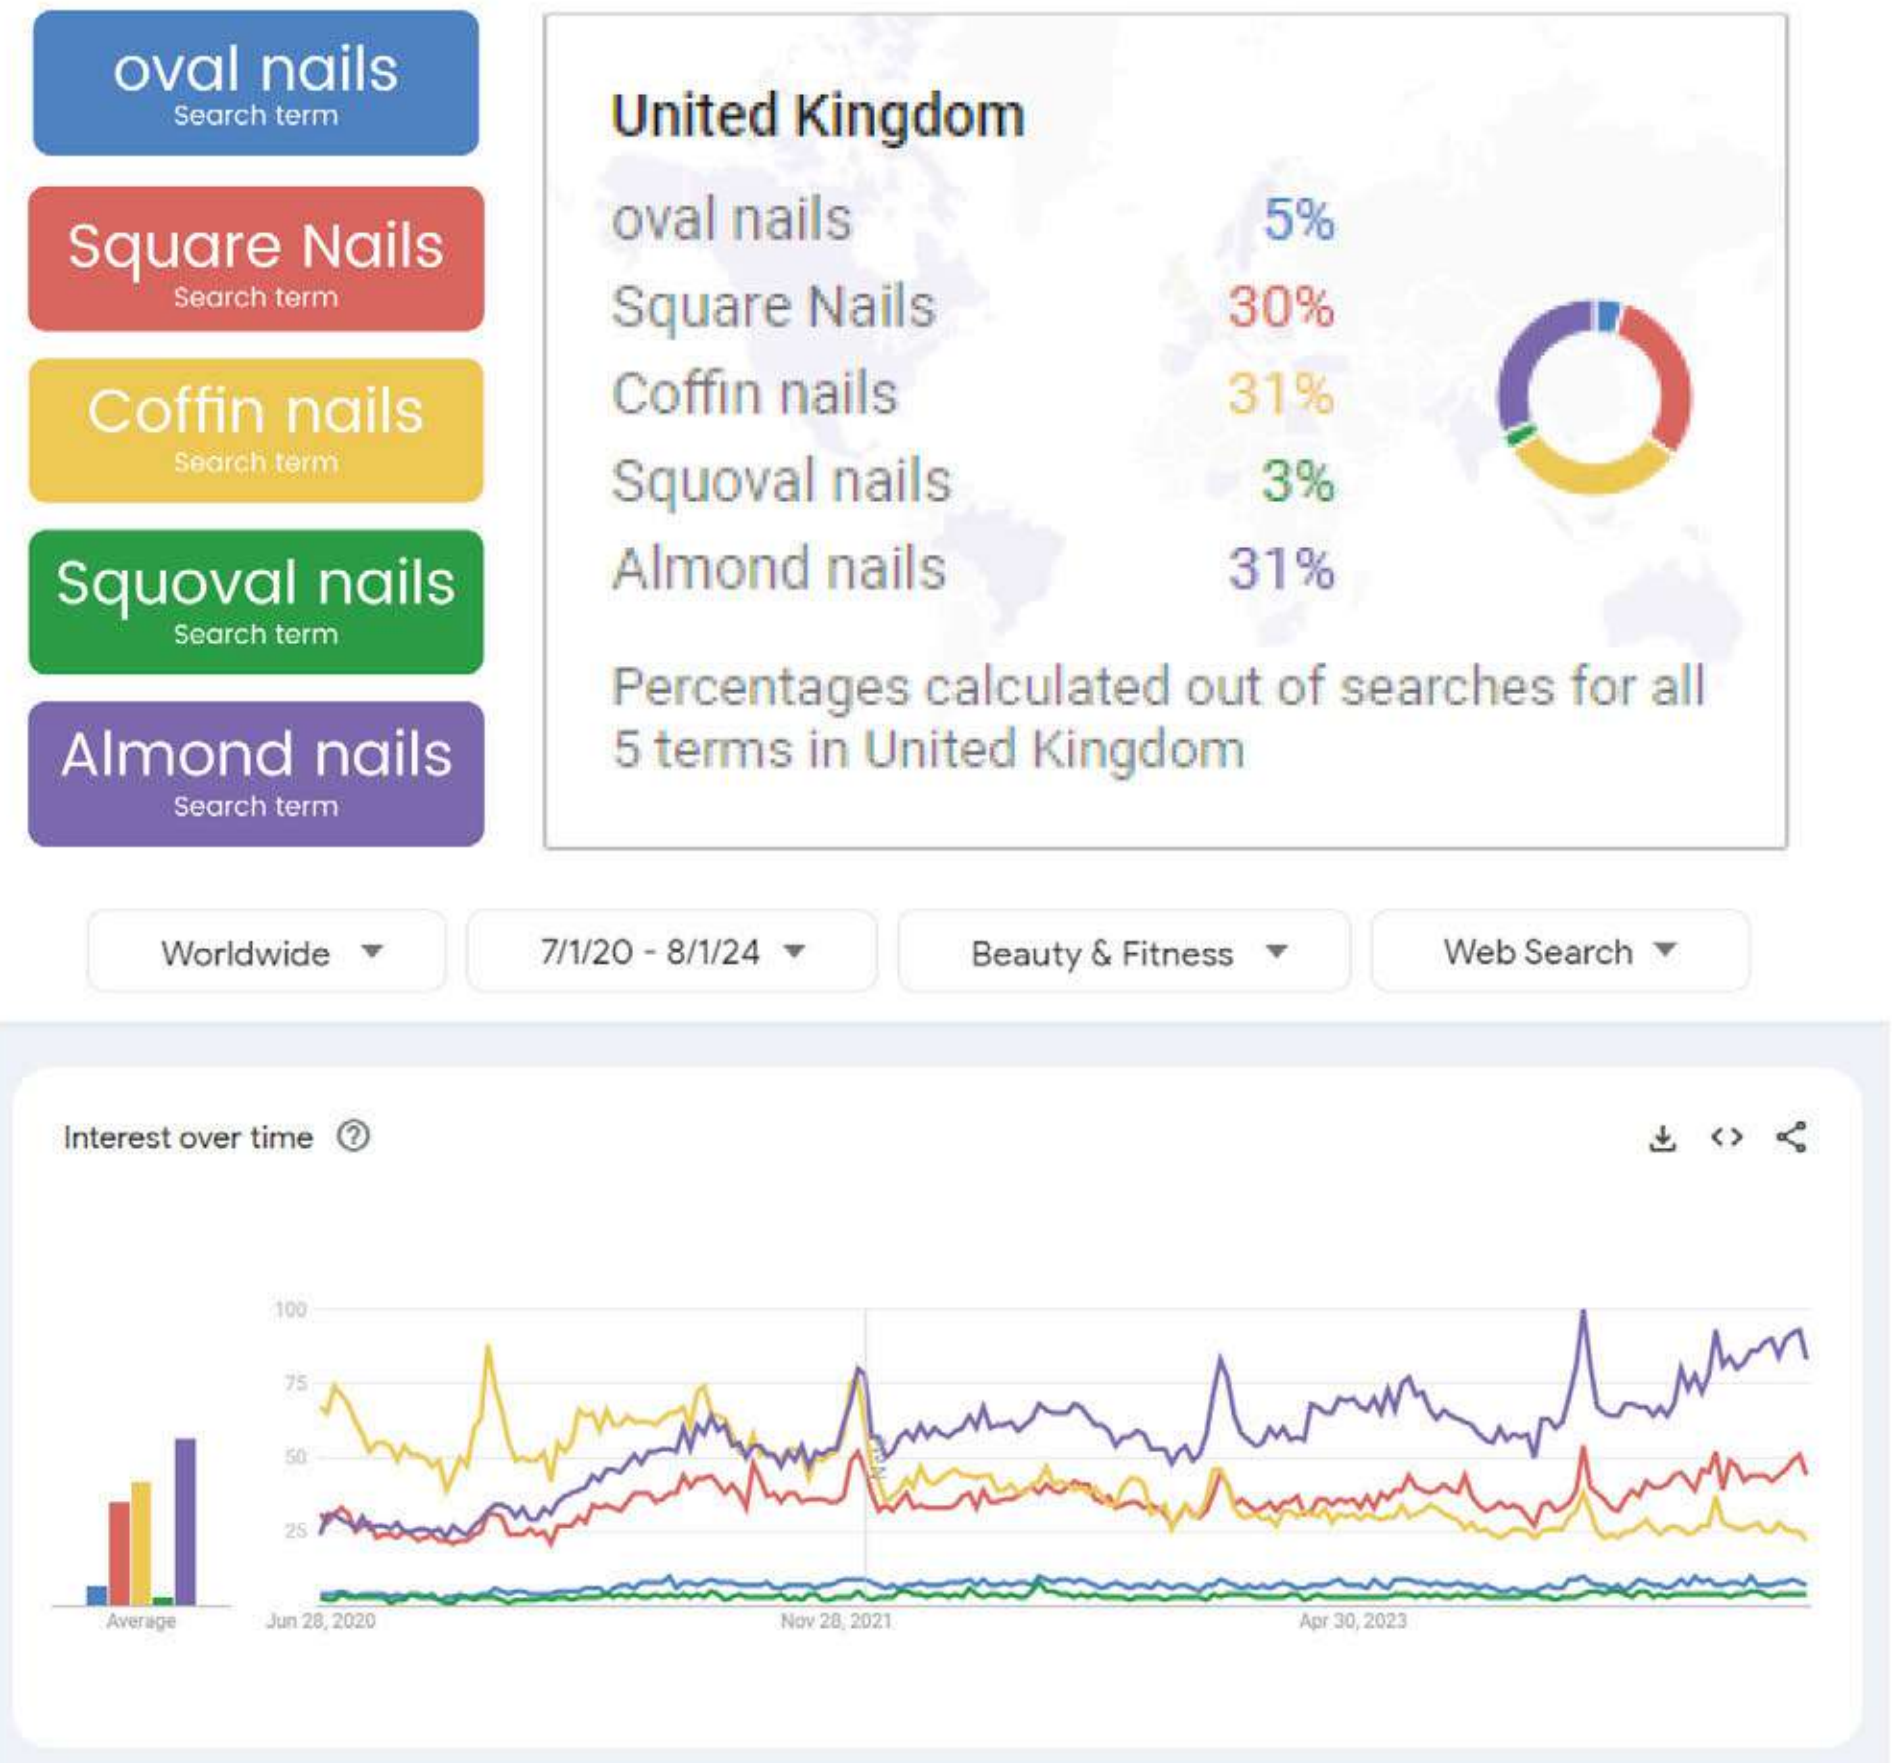 oval nails
Search term
Square Nails
Search term
Coffin nails
Search term
Squoval nails
Search term
Almond nails
Search term
United Kingdom
oval nails 5%
Square Nails 30%
Coffin nails 31%
Squoval nails 3%
Almond nails 31%
Percentages calculated out of searches for all
5 terms in United Kingdom
Worldwide 7/1/20 - 8/1/24 Beauty & Fitness Web Search
Interest over time
100
75
50
25
Average Jun 28, 2020 Nov 28, 2021 Apr 30, 2023